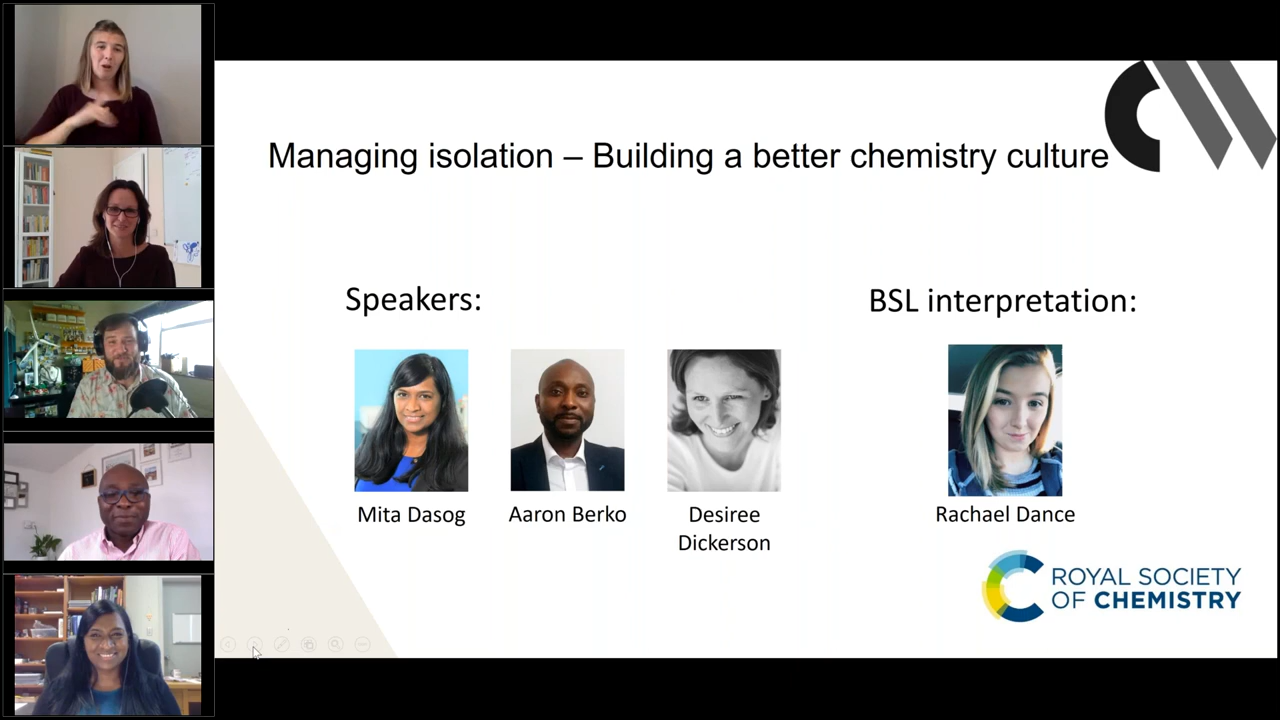 Managing isolation – Building a better chemistry culture
Speakers:
BSL interpretation:
Mita Dasog
Aaron Berko
Desiree
Dickerson
Rachael Dance
ROYAL SOCIETY
OF CHEMISTRY